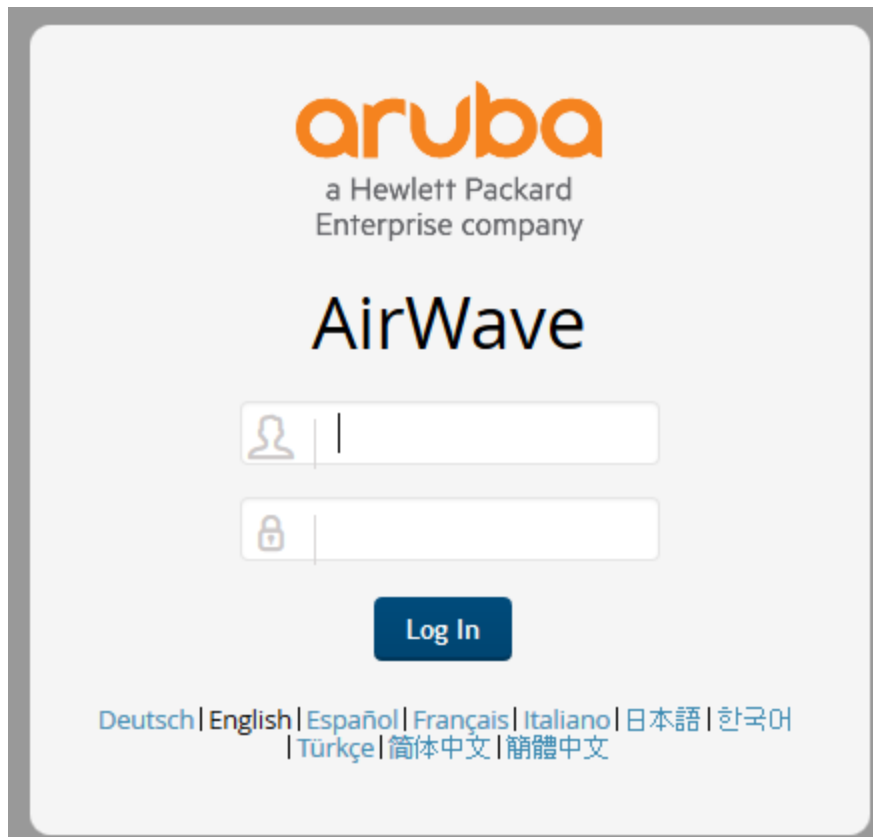 aruba
a Hewlett Packard
Enterprise company
AirWave
Log In
Deutsch|English|Español|Français|Italiano|日本語|한국어
|Türkçe|简体中文|簡體中文